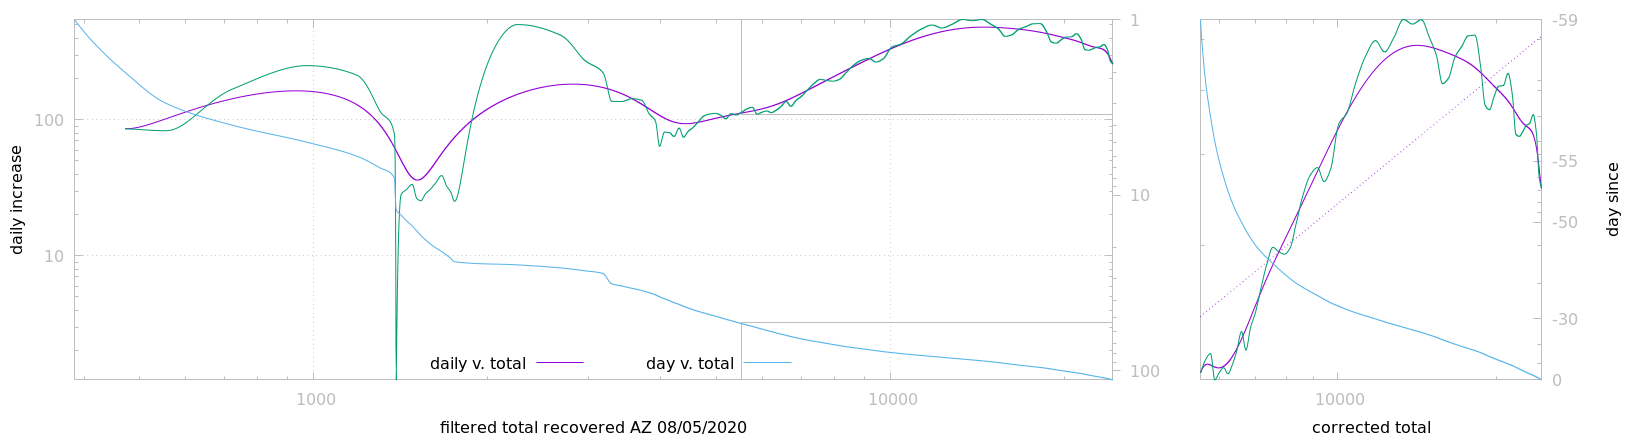 1
-59
100
-55
10
-50
10
-30
daily v. total
day v. total
100
0
1000
10000
10000
daily increase
day since
filtered total recovered AZ 08/05/2020
corrected total